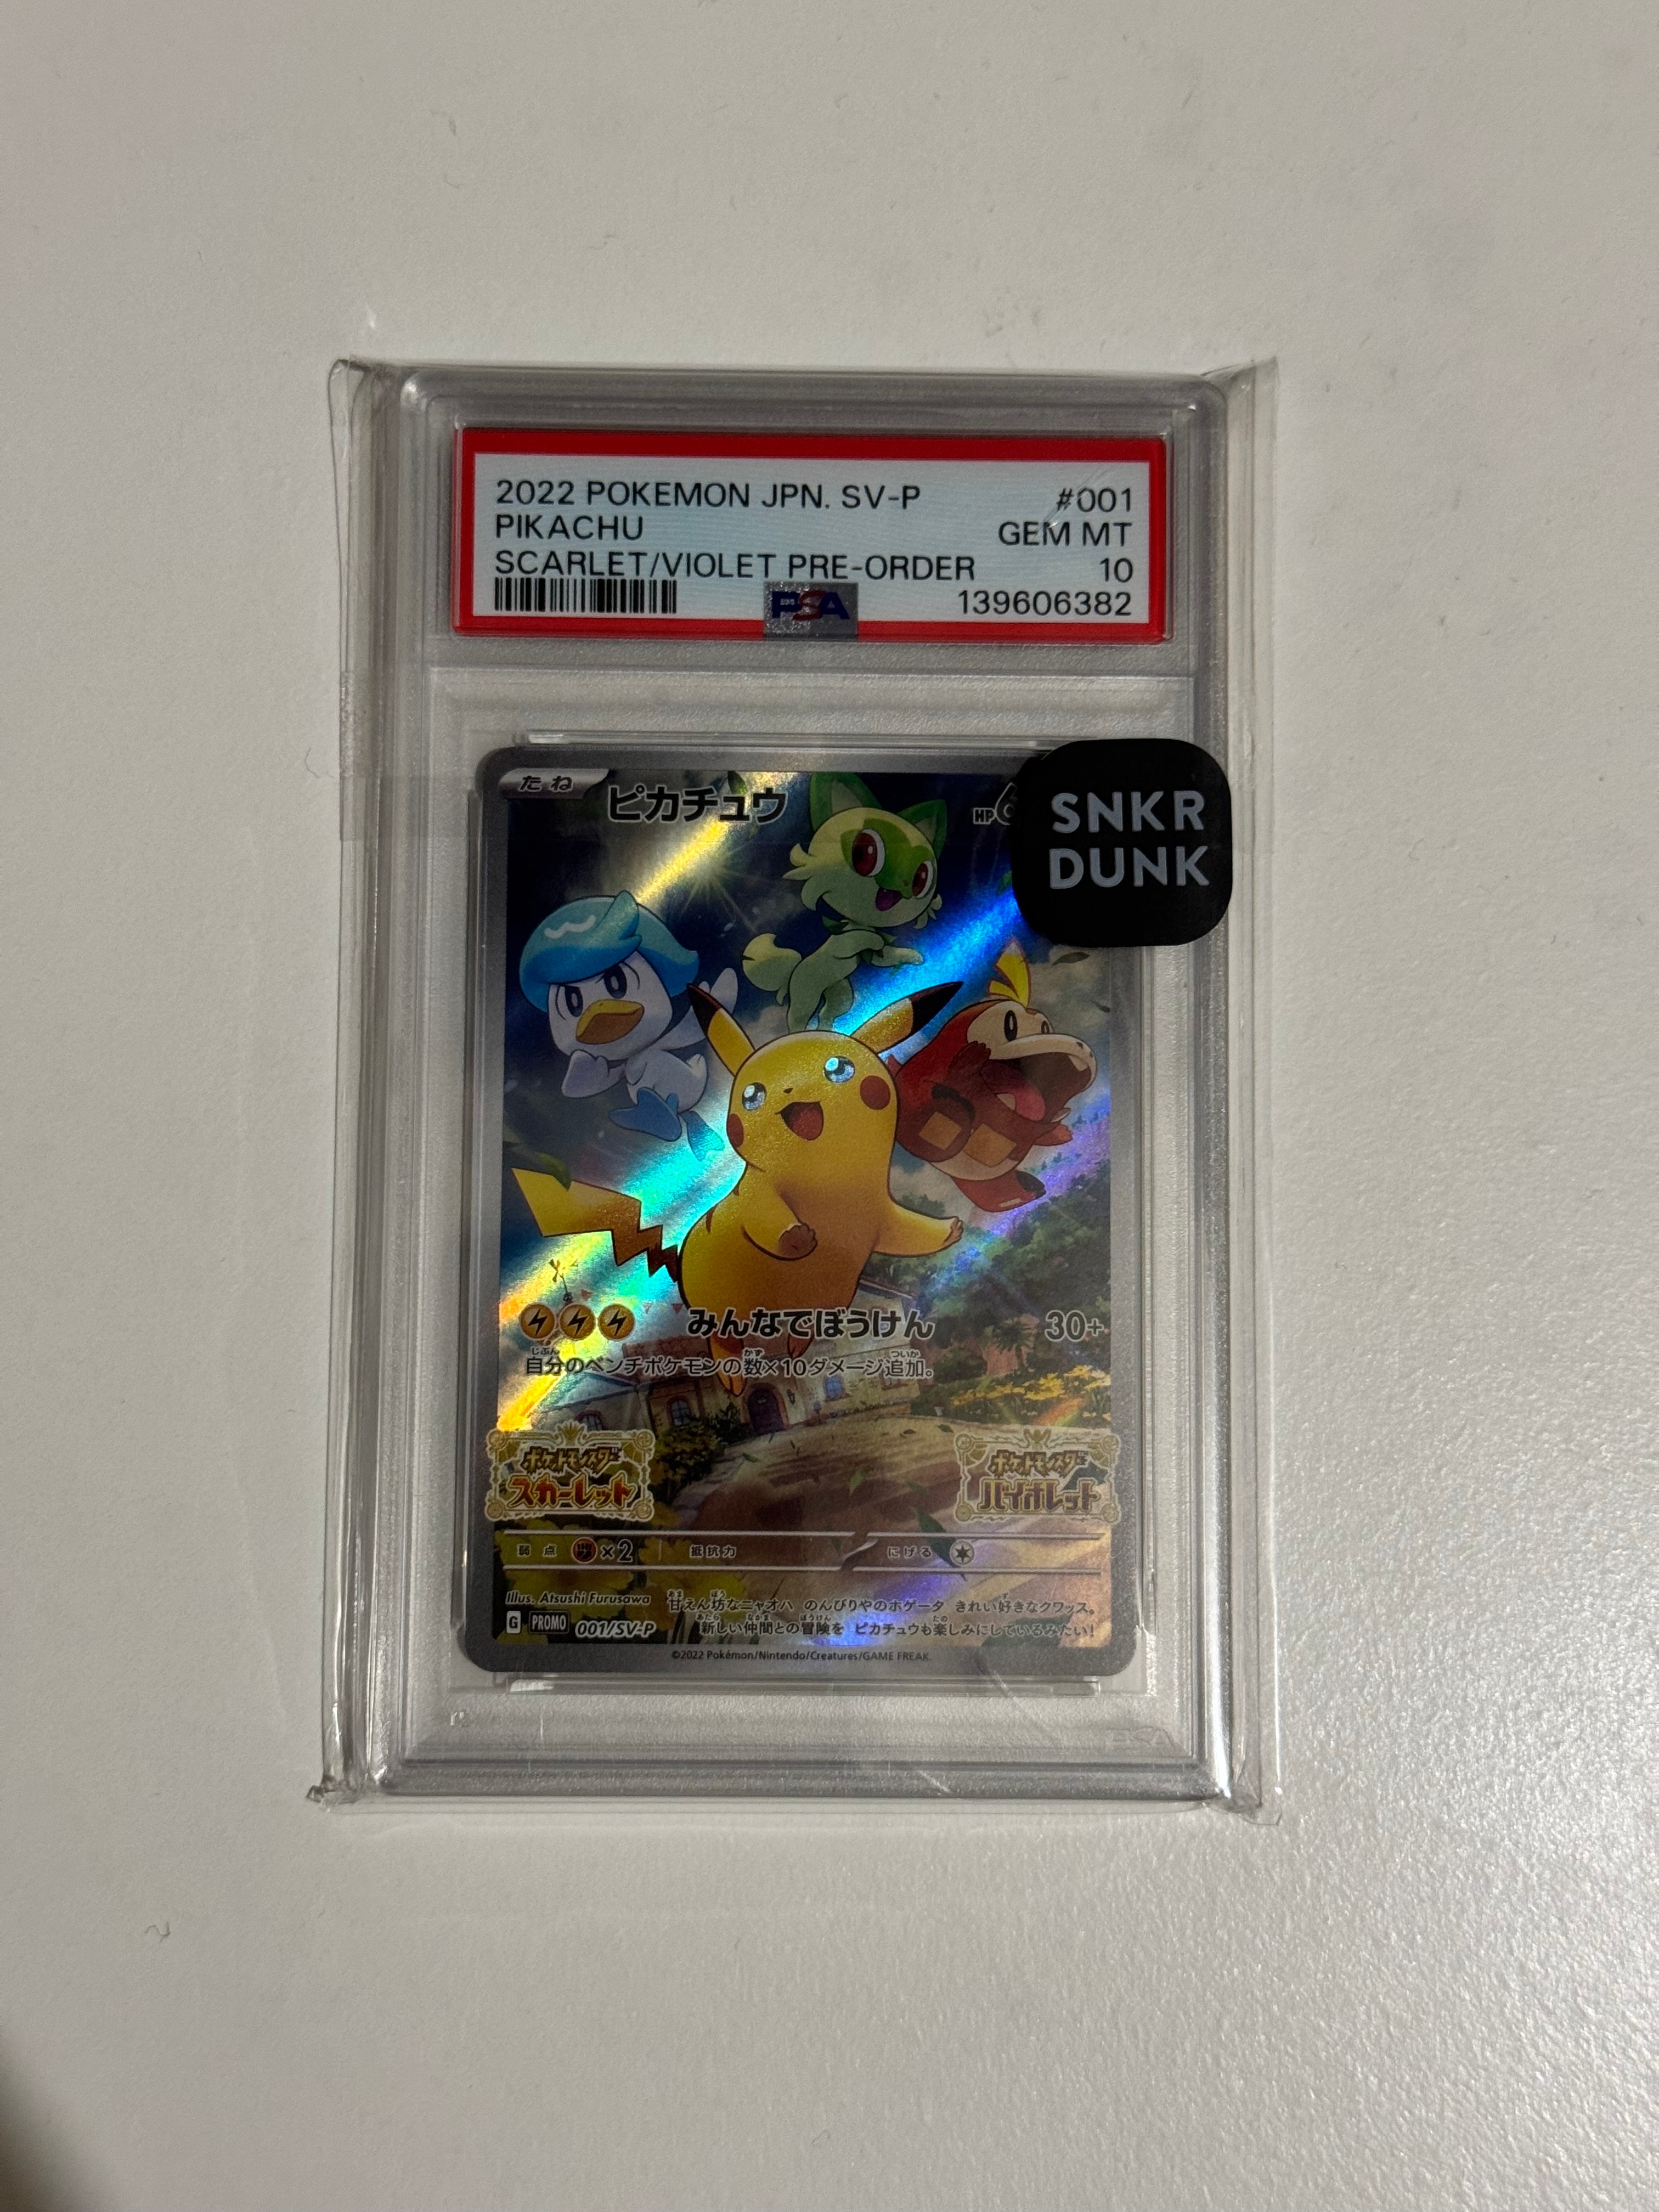 2022 POKEMON JPN. SV-P #001
PIKACHU GEM MT
SCARLET/VIOLET PRE-ORDER 10
PSA 139606382
たね ピカチュウ HP
SNKR
DUNK
みんなでぼうけん 30+
自分のベンチポケモンの数×10ダメージ追加。
ポケットモンスター スカーレット
ポケットモンスター バイオレット
弱点 ×2 抵抗力 にげる
Illus. Atsushi Furusawa
甘えん坊なニャオハ のんびりやのホゲータ きれい好きなクワッス。
新しい仲間との冒険を ピカチュウも楽しみにしているみたい!
G PROMO 001/SV-P
©2022 Pokémon/Nintendo/Creatures/GAME FREAK